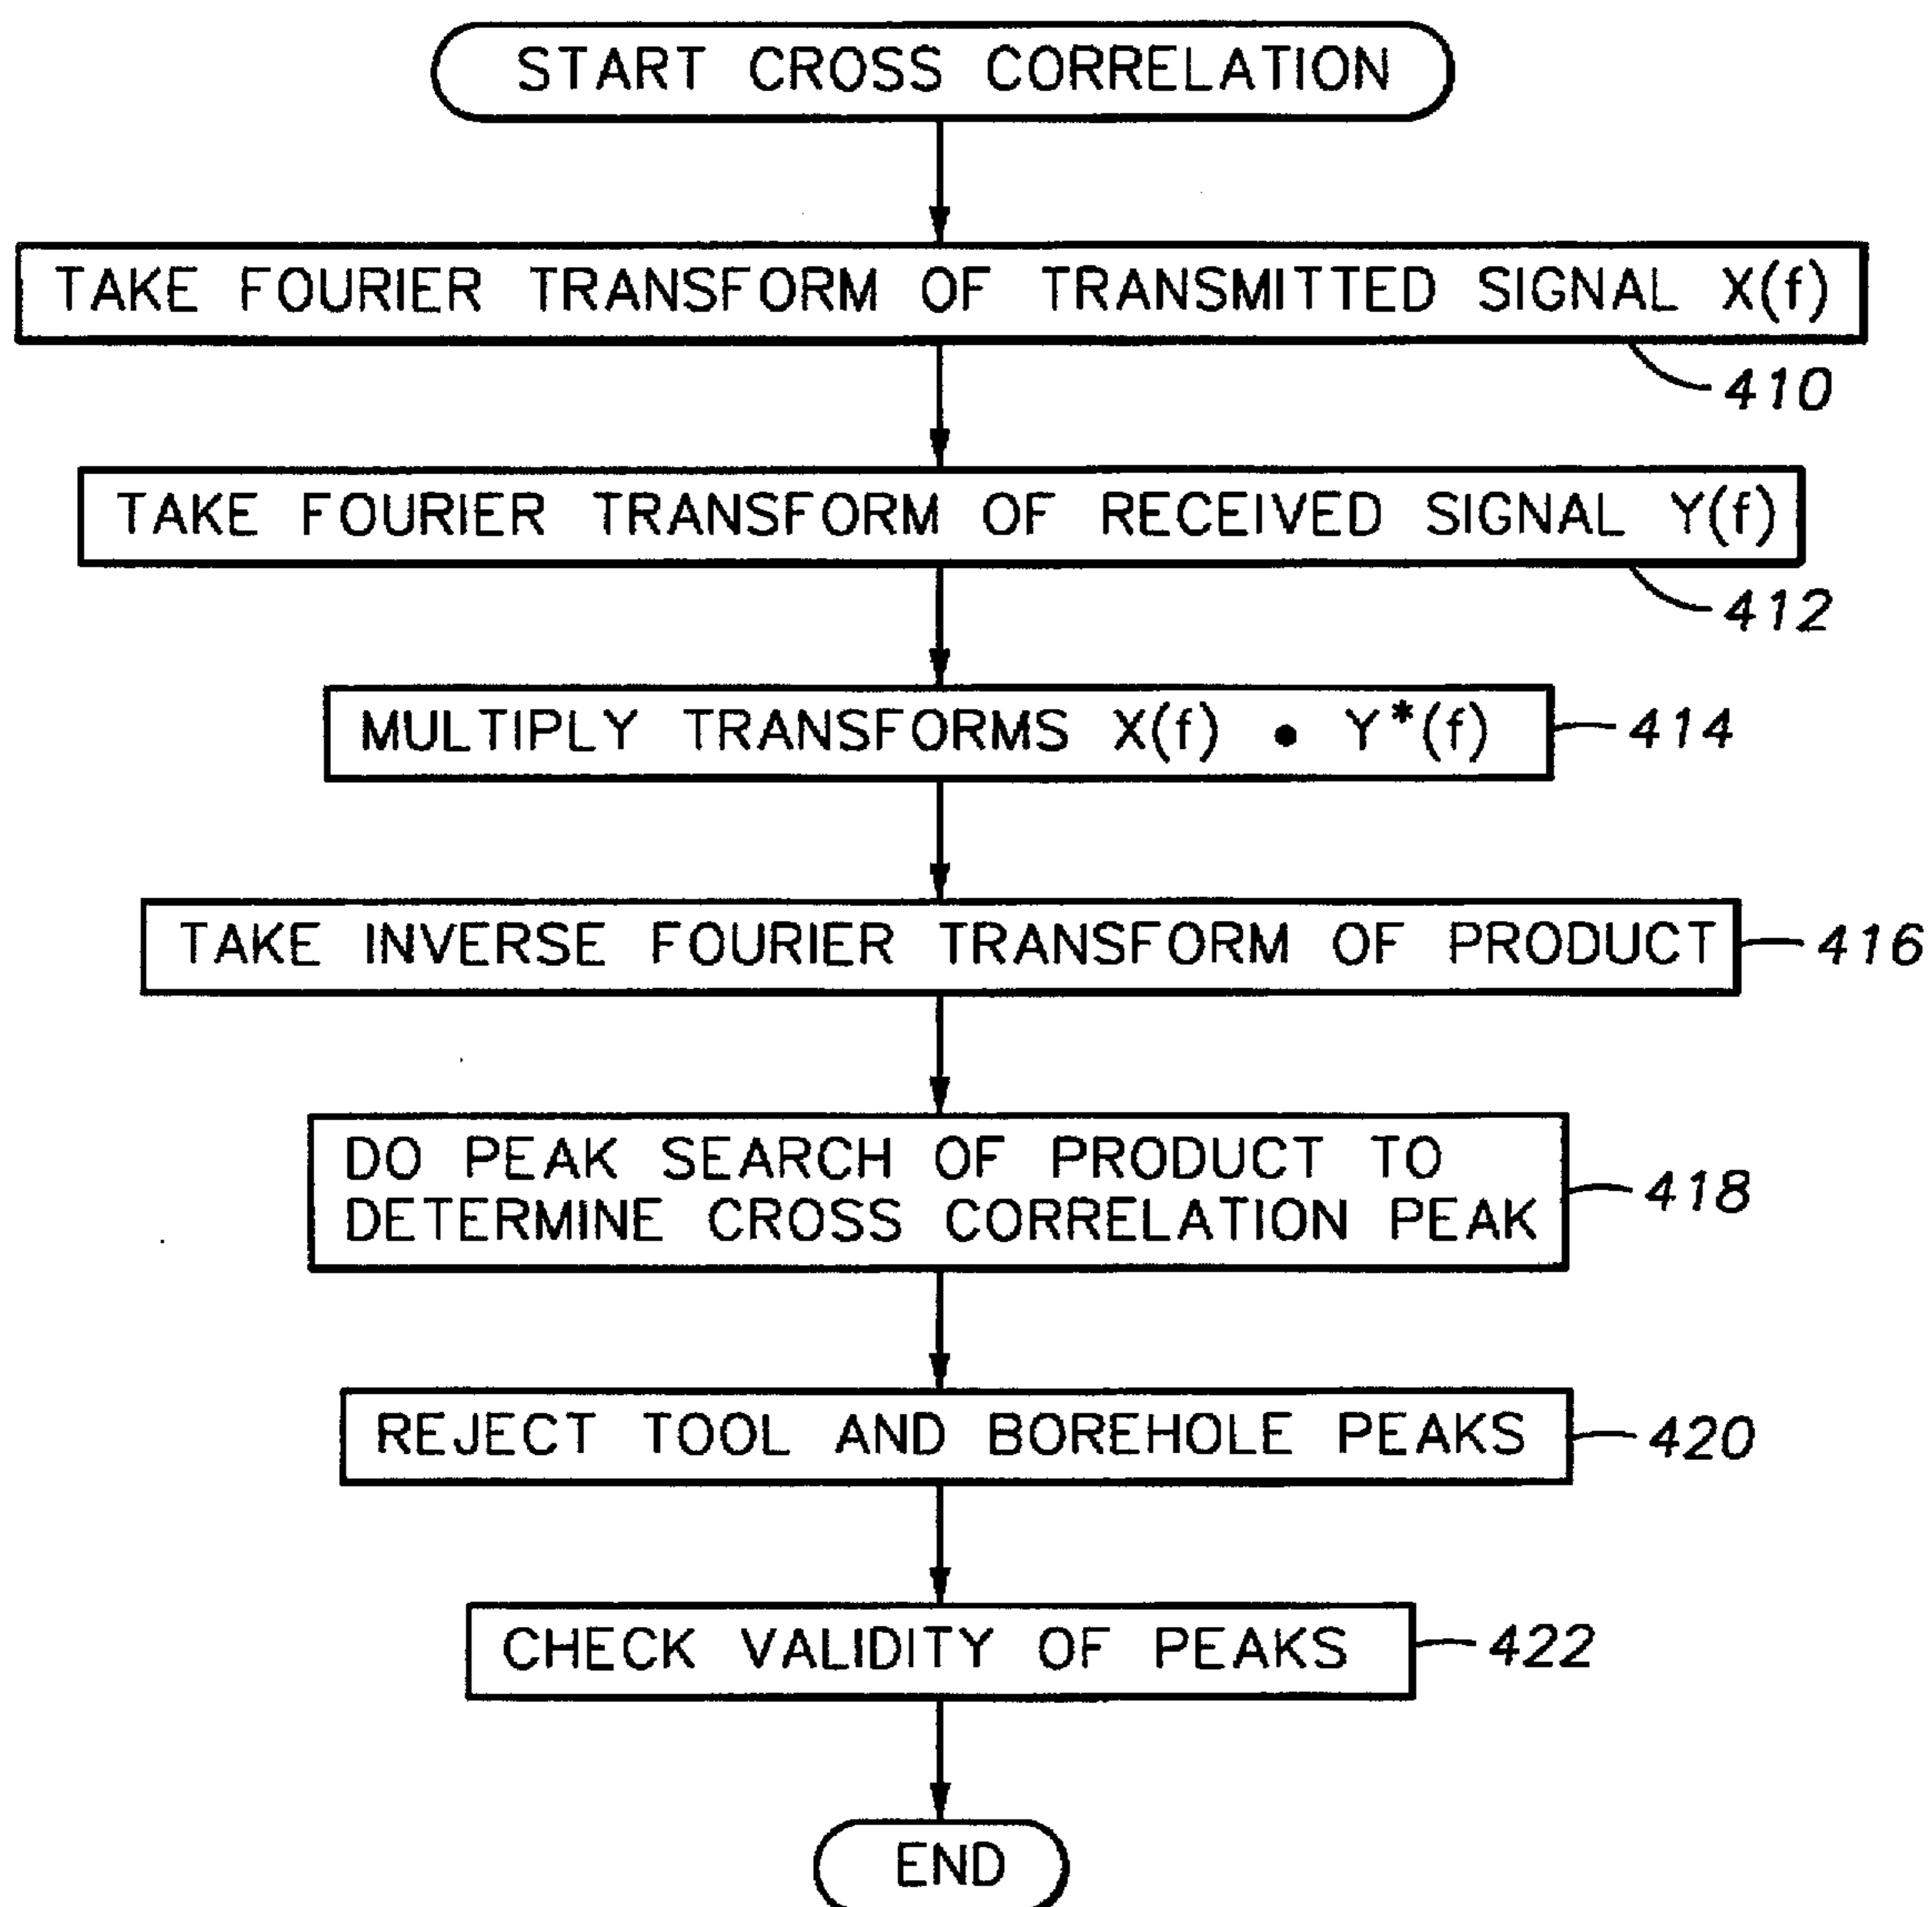 START CROSS CORRELATION
TAKE FOURIER TRANSFORM OF TRANSMITTED SIGNAL X(f)
410
TAKE FOURIER TRANSFORM OF RECEIVED SIGNAL Y(f)
412
MULTIPLY TRANSFORMS X(f) • Y*(f)
414
TAKE INVERSE FOURIER TRANSFORM OF PRODUCT
416
DO PEAK SEARCH OF PRODUCT TO
DETERMINE CROSS CORRELATION PEAK
418
REJECT TOOL AND BOREHOLE PEAKS
420
CHECK VALIDITY OF PEAKS
422
END